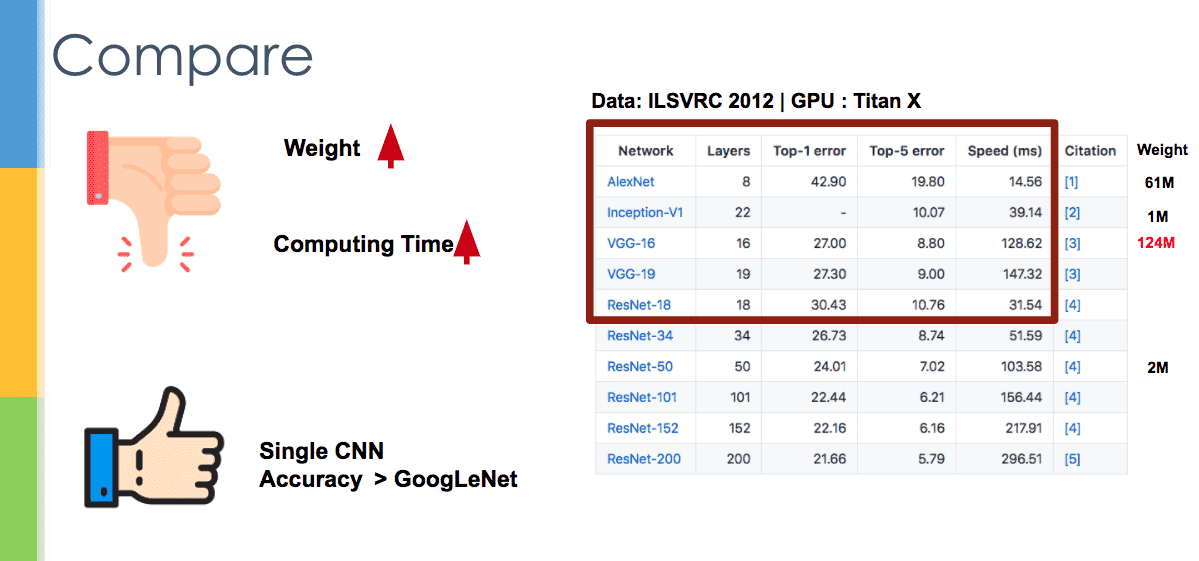 Compare
Weight
Computing Time
Single CNN
Accuracy > GoogLeNet
Data: ILSVRC 2012 | GPU : Titan X
Network Layers Top-1 error Top-5 error Speed (ms) Citation Weight
AlexNet 8 42.90 19.80 14.56 [1] 61M
Inception-V1 22 - 10.07 39.14 [2] 1M
VGG-16 16 27.00 8.80 128.62 [3] 124M
VGG-19 19 27.30 9.00 147.32 [3]
ResNet-18 18 30.43 10.76 31.54 [4]
ResNet-34 34 26.73 8.74 51.59 [4]
ResNet-50 50 24.01 7.02 103.58 [4] 2M
ResNet-101 101 22.44 6.21 156.44 [4]
ResNet-152 152 22.16 6.16 217.91 [4]
ResNet-200 200 21.66 5.79 296.51 [5]